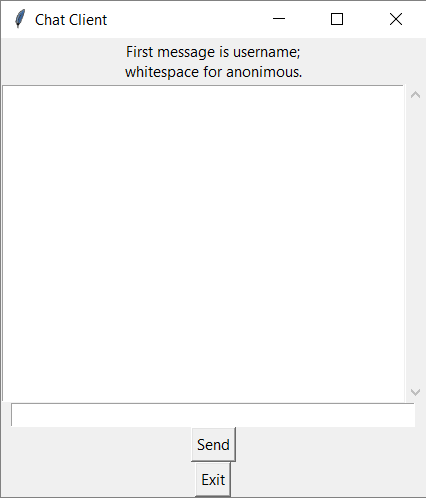 Chat Client
First message is username;
whitespace for anonimous.
Send
Exit